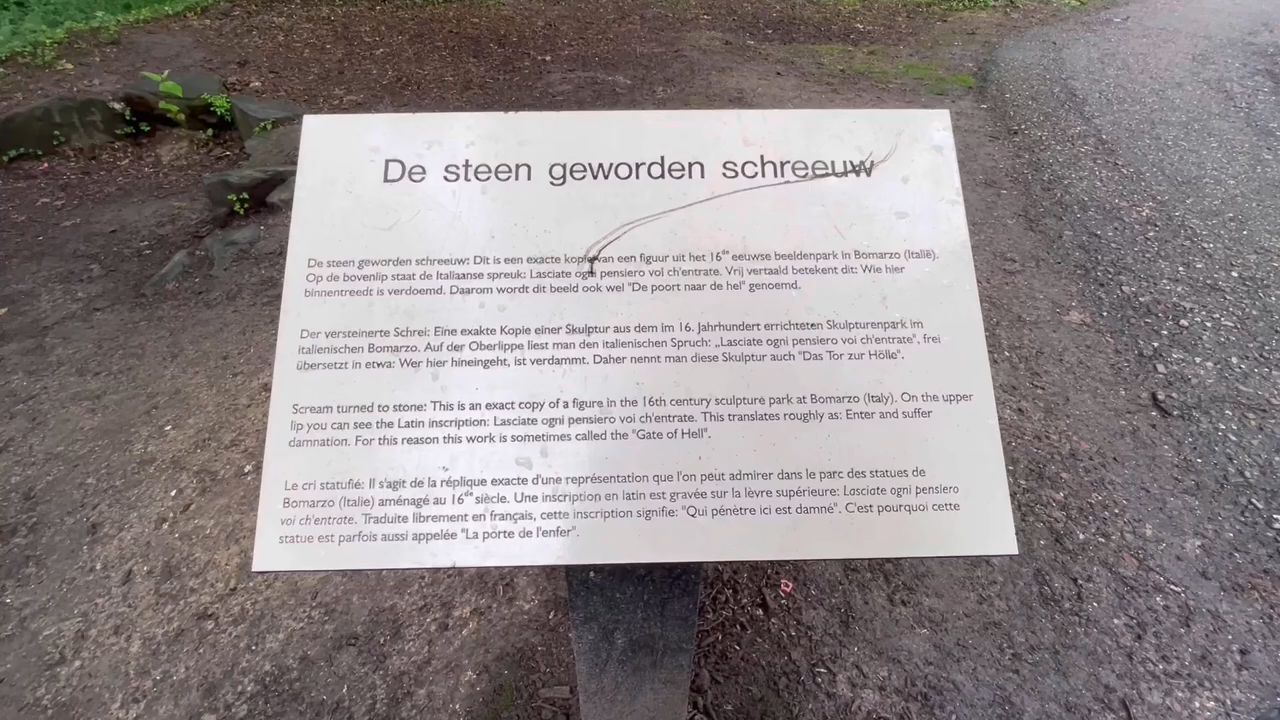 De steen geworden schreeuw
De steen geworden schreeuw: Dit is een exacte kopie van een figuur uit het 16de eeuwse beeldenpark in Bomarzo (Italië).
Op de bovenlip staat de Italiaanse spreuk: Lasciate ogni pensiero voi ch'entrate. Vrij vertaald betekent dit: Wie hier
binnentreedt is verdoemd. Daarom wordt dit beeld ook wel "De poort naar de hel" genoemd.
Der versteinerte Schrei: Eine exakte Kopie einer Skulptur aus dem im 16. Jahrhundert errichteten Skulpturenpark im
italienischen Bomarzo. Auf der Oberlippe liest man den italienischen Spruch: „Lasciate ogni pensiero voi ch'entrate", frei
übersetzt in etwa: Wer hier hineingeht, ist verdammt. Daher nennt man diese Skulptur auch "Das Tor zur Hölle".
Scream turned to stone: This is an exact copy of a figure in the 16th century sculpture park at Bomarzo (Italy). On the upper
lip you can see the Latin inscription: Lasciate ogni pensiero voi ch'entrate. This translates roughly as: Enter and suffer
damnation. For this reason this work is sometimes called the "Gate of Hell".
Le cri statufié: Il s'agit de la réplique exacte d'une représentation que l'on peut admirer dans le parc des statues de
Bomarzo (Italie) aménagé au 16de siècle. Une inscription en latin est gravée sur la lèvre supérieure: Lasciate ogni pensiero
voi ch'entrate. Traduite librement en français, cette inscription signifie: "Qui pénètre ici est damné". C'est pourquoi cette
statue est parfois aussi appelée "La porte de l'enfer".